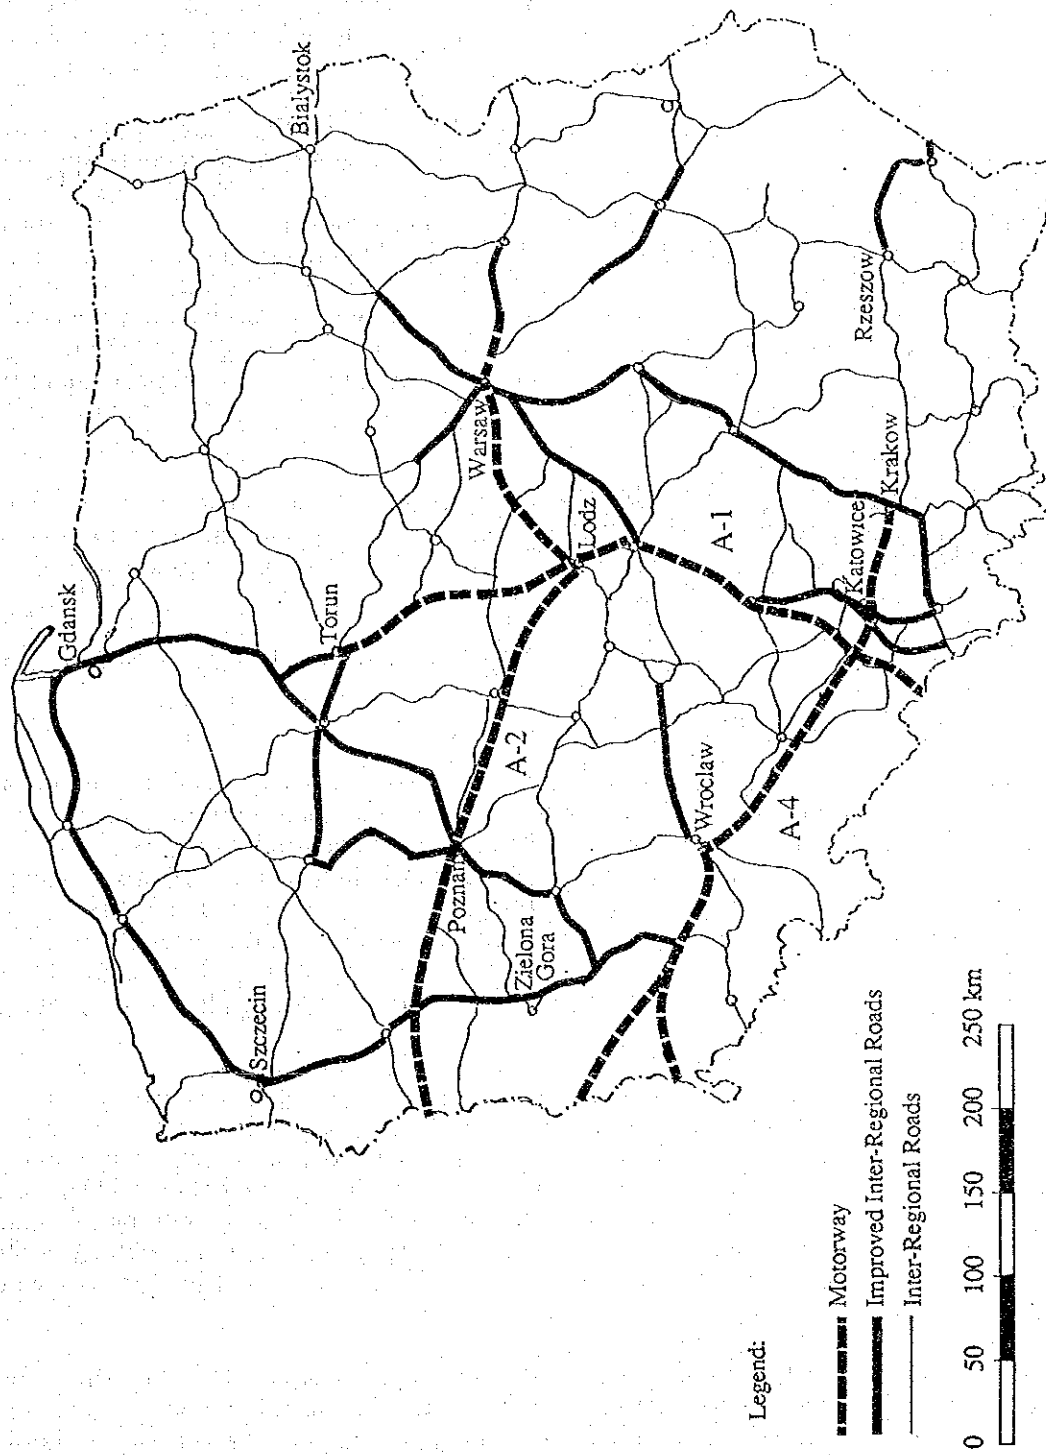 Gdansk
Bialystok
Szczecin
Torun
Poznan
Warsaw
A-2
Zielona
Gora
Lodz
A-1
Wroclaw
A-4
Katowice
Krakow
Rzeszow
Legend:
Motorway
Improved Inter-Regional Roads
Inter-Regional Roads
0 50 100 150 200 250 km